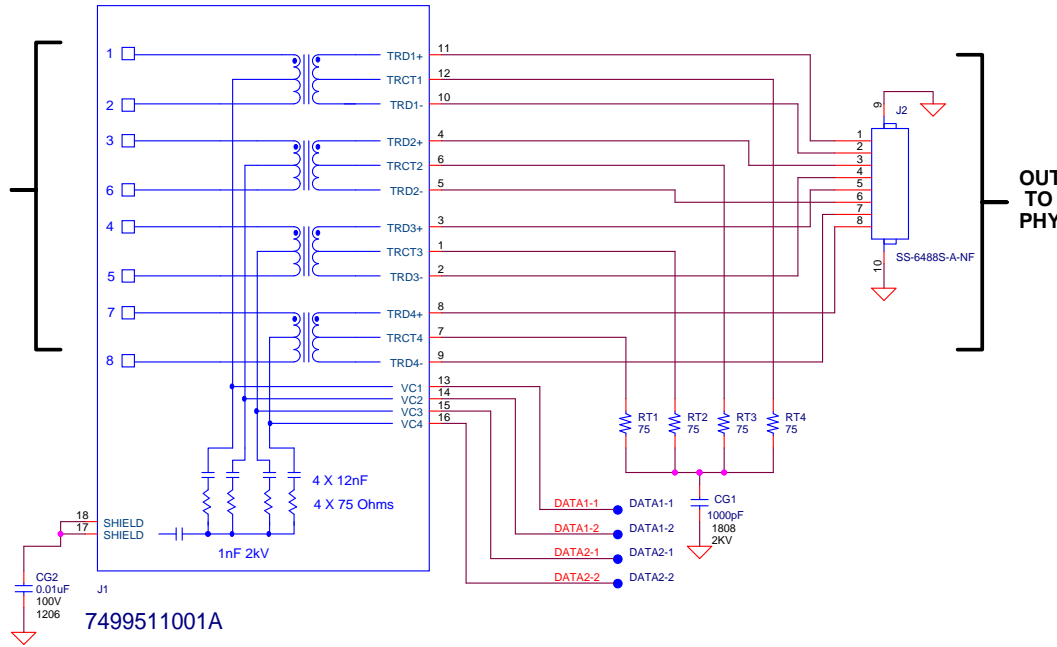 1
2
3
6
4
5
7
8
TRD1+
TRCT1
TRD1-
TRD2+
TRCT2
TRD2-
TRD3+
TRCT3
TRD3-
TRD4+
TRCT4
TRD4-
VC1
VC2
VC3
VC4
11
12
10
4
6
5
3
1
2
8
7
9
13
14
15
16
4 X 12nF
4 X 75 Ohms
1nF 2kV
18
17
SHIELD
SHIELD
CG2
0.01uF
100V
1206
J1
7499511001A
RT1
75
RT2
75
RT3
75
RT4
75
CG1
1000pF
1808
2KV
DATA1-1 DATA1-1
DATA1-2 DATA1-2
DATA2-1 DATA2-1
DATA2-2 DATA2-2
9
J2
1
2
3
4
5
6
7
8
10
SS-6488S-A-NF
OUT
TO
PHY